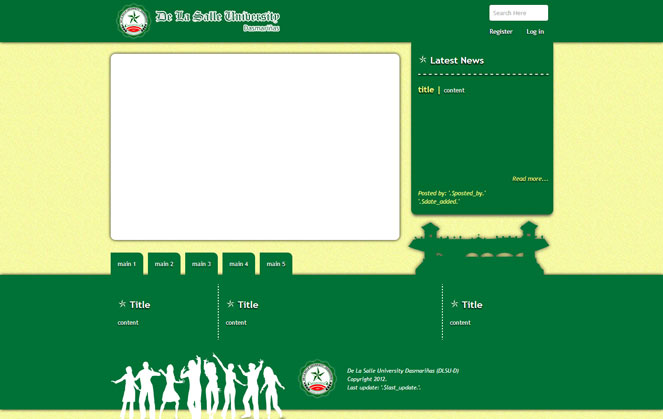 De La Salle University
Dasmariñas
Search Here
Register Log in
Latest News
title | content
Read more...
Posted by: '.$posted_by.'
'.$date_added.'
main 1 main 2 main 3 main 4 main 5
Title Title Title
content content content
De La Salle University Dasmariñas (DLSU-D)
Copyright 2012.
Last update: '.$last_update.'.